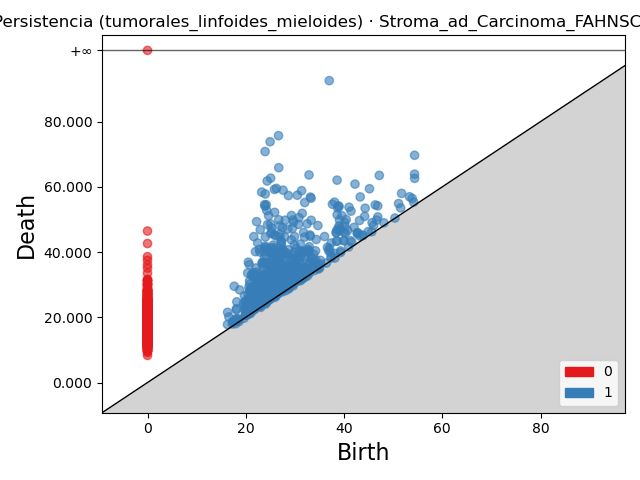 Persistencia (tumorales_linfoides_mieloides) · Stroma_ad_Carcinoma_FAHNSC
+∞
80.000
60.000
40.000
20.000
0.000
Death
0
1
0 20 40 60 80
Birth